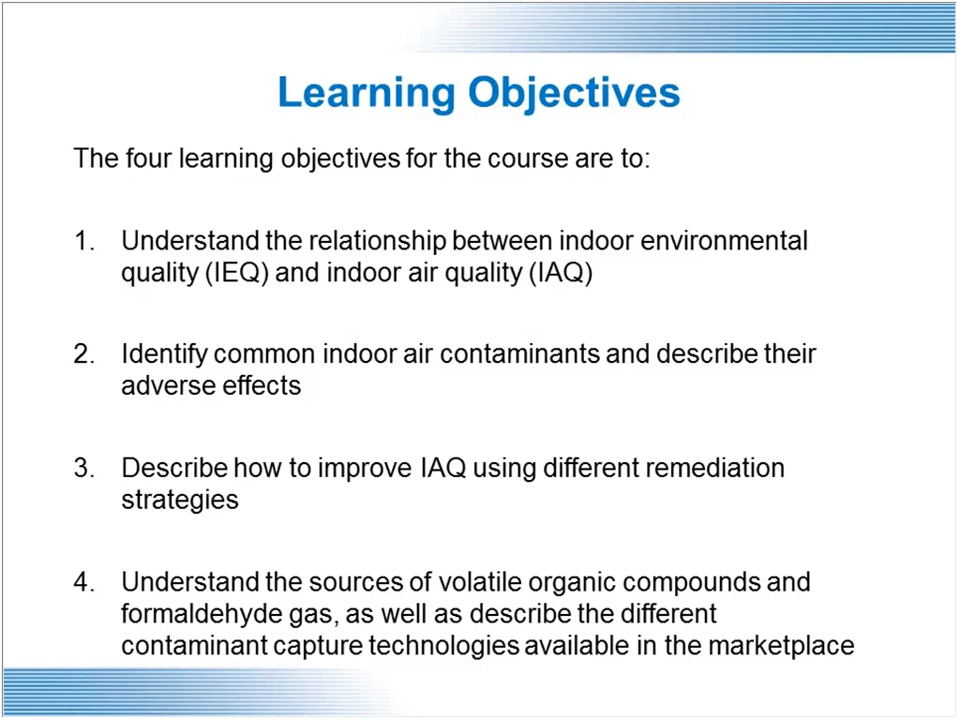 Learning Objectives
The four learning objectives for the course are to:
1. Understand the relationship between indoor environmental
quality (IEQ) and indoor air quality (IAQ)
2. Identify common indoor air contaminants and describe their
adverse effects
3. Describe how to improve IAQ using different remediation
strategies
4. Understand the sources of volatile organic compounds and
formaldehyde gas, as well as describe the different
contaminant capture technologies available in the marketplace